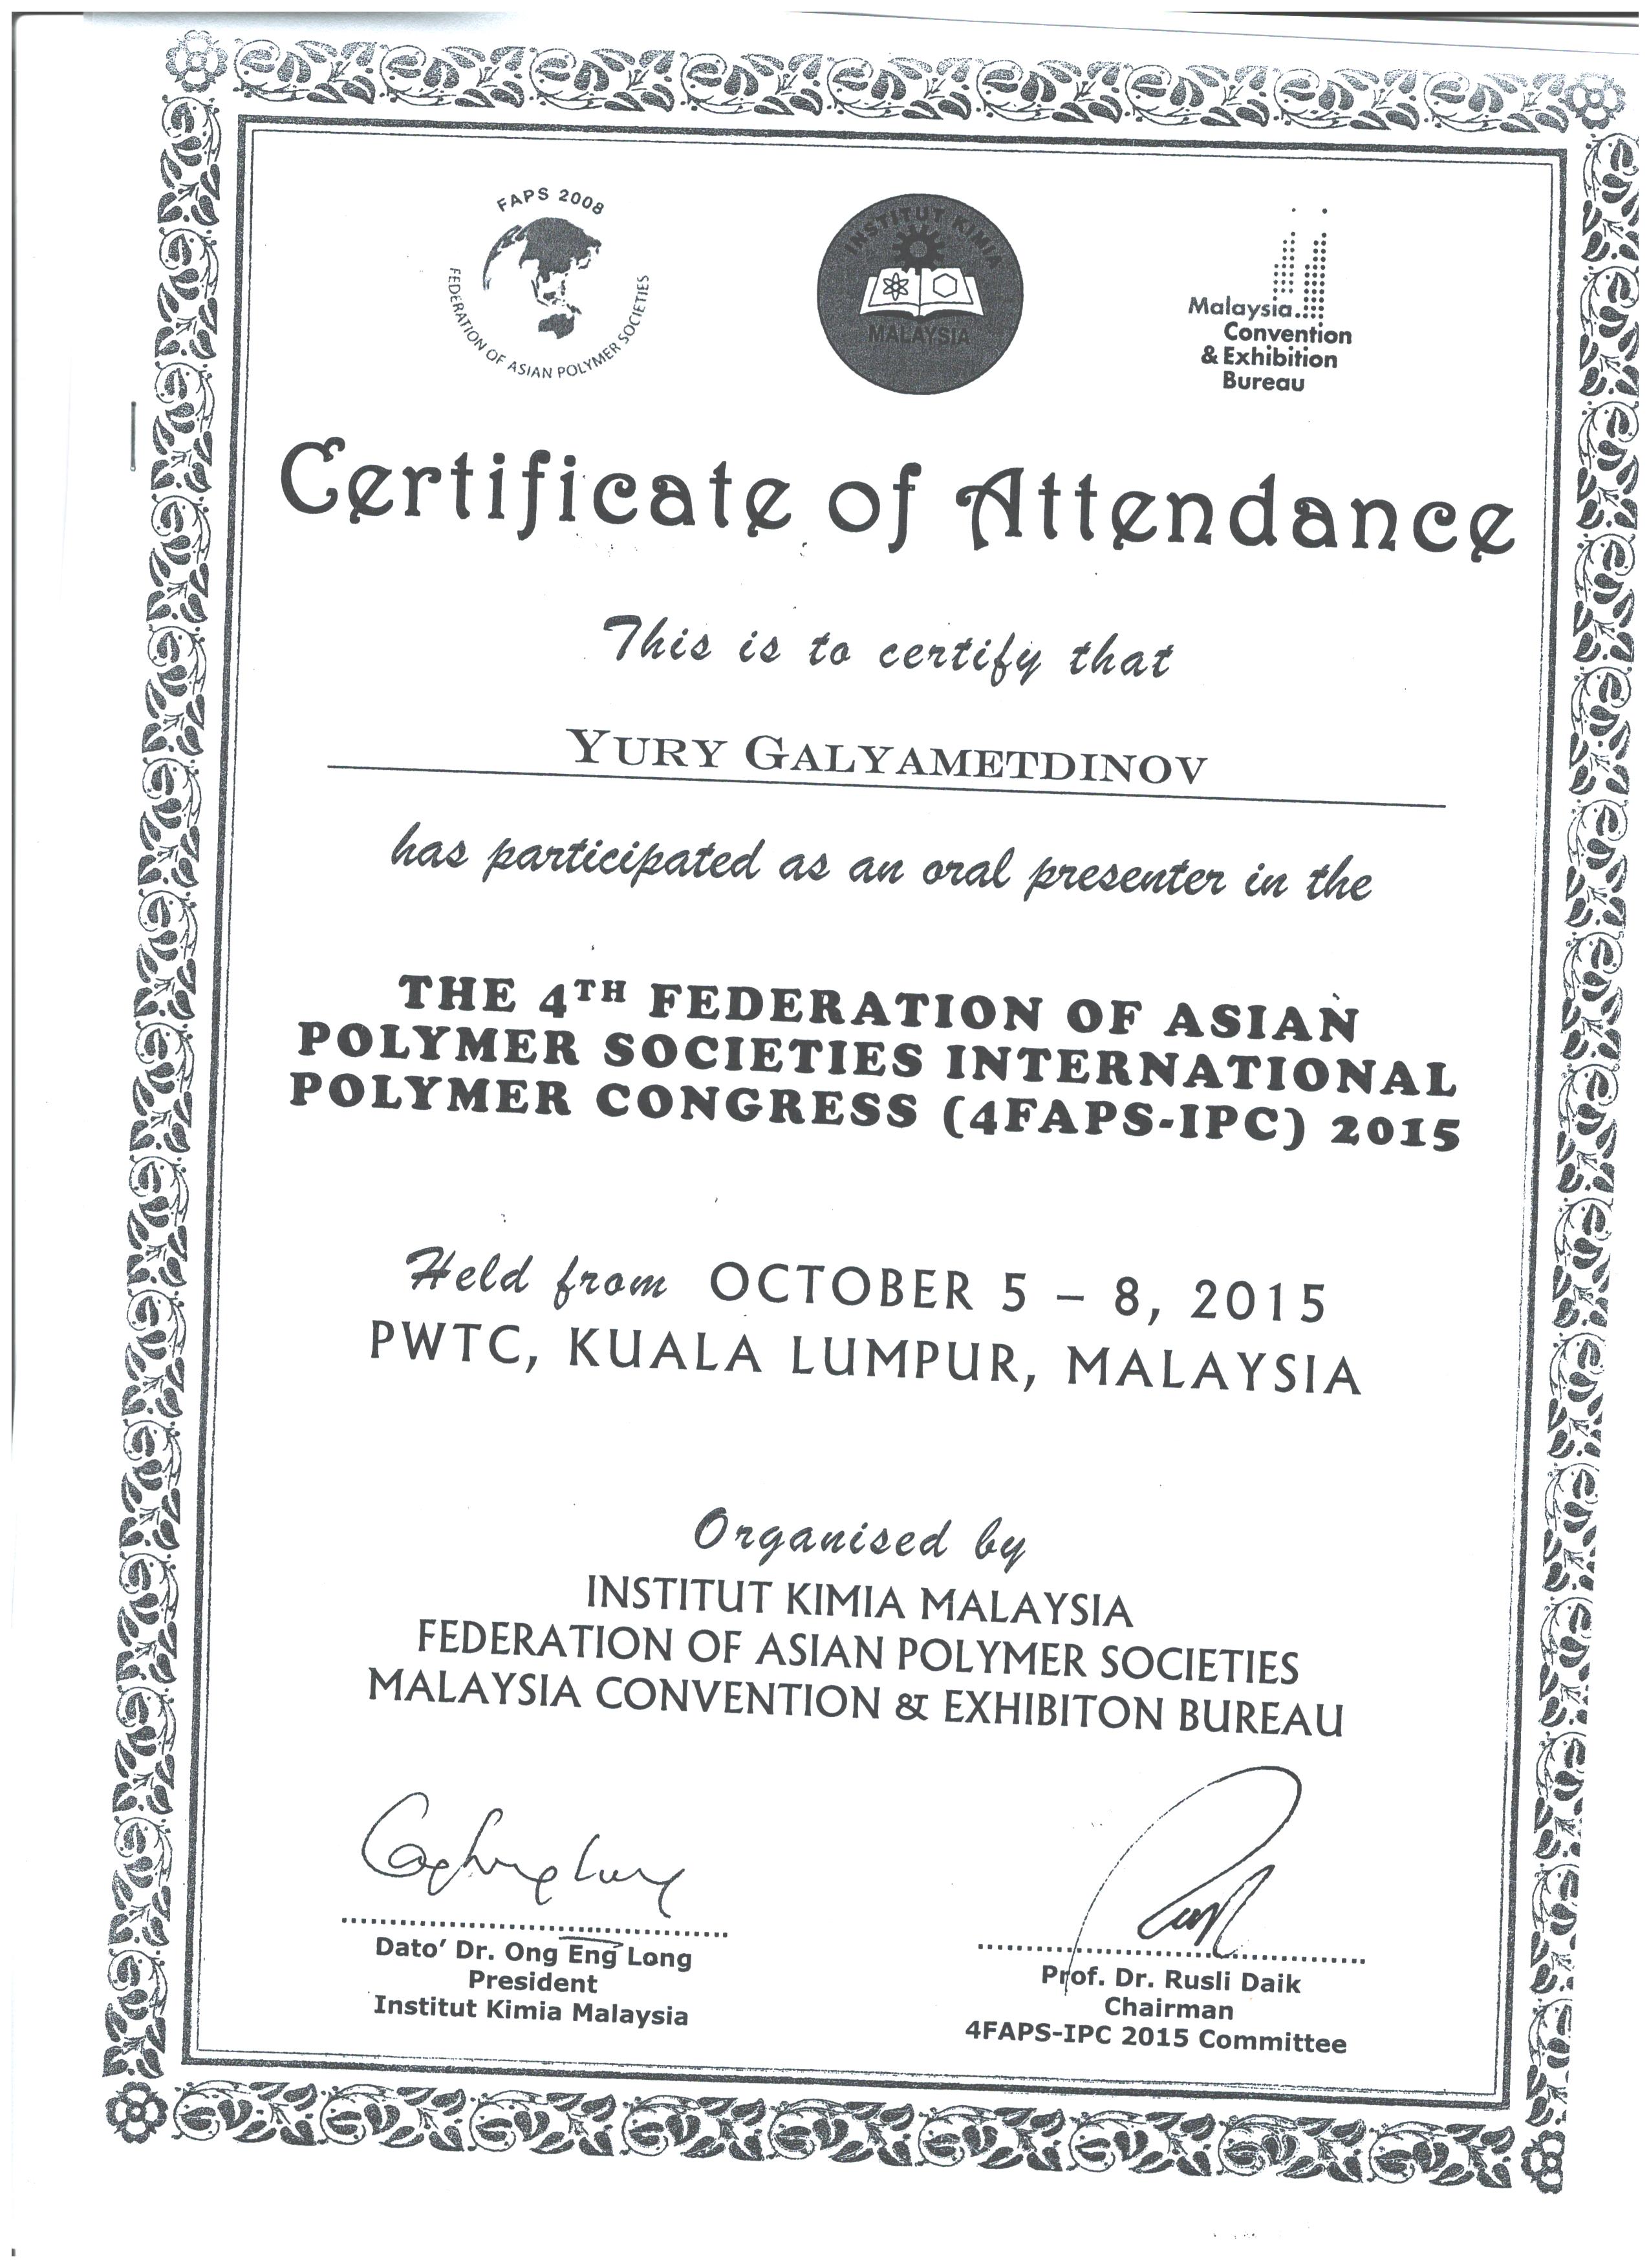 FAPS 2008
FEDERATION OF ASIAN POLYMER SOCIETIES
INSTITUT KIMIA
MALAYSIA
Malaysia
Convention
& Exhibition
Bureau
Certificate of Attendance
This is to certify that
YURY GALYAMETDINOV
has participated as an oral presenter in the
THE 4TH FEDERATION OF ASIAN
POLYMER SOCIETIES INTERNATIONAL
POLYMER CONGRESS (4FAPS-IPC) 2015
Held from OCTOBER 5 – 8, 2015
PWTC, KUALA LUMPUR, MALAYSIA
Organised by
INSTITUT KIMIA MALAYSIA
FEDERATION OF ASIAN POLYMER SOCIETIES
MALAYSIA CONVENTION & EXHIBITON BUREAU
Dato’ Dr. Ong Eng Long
President
Institut Kimia Malaysia
Prof. Dr. Rusli Daik
Chairman
4FAPS-IPC 2015 Committee